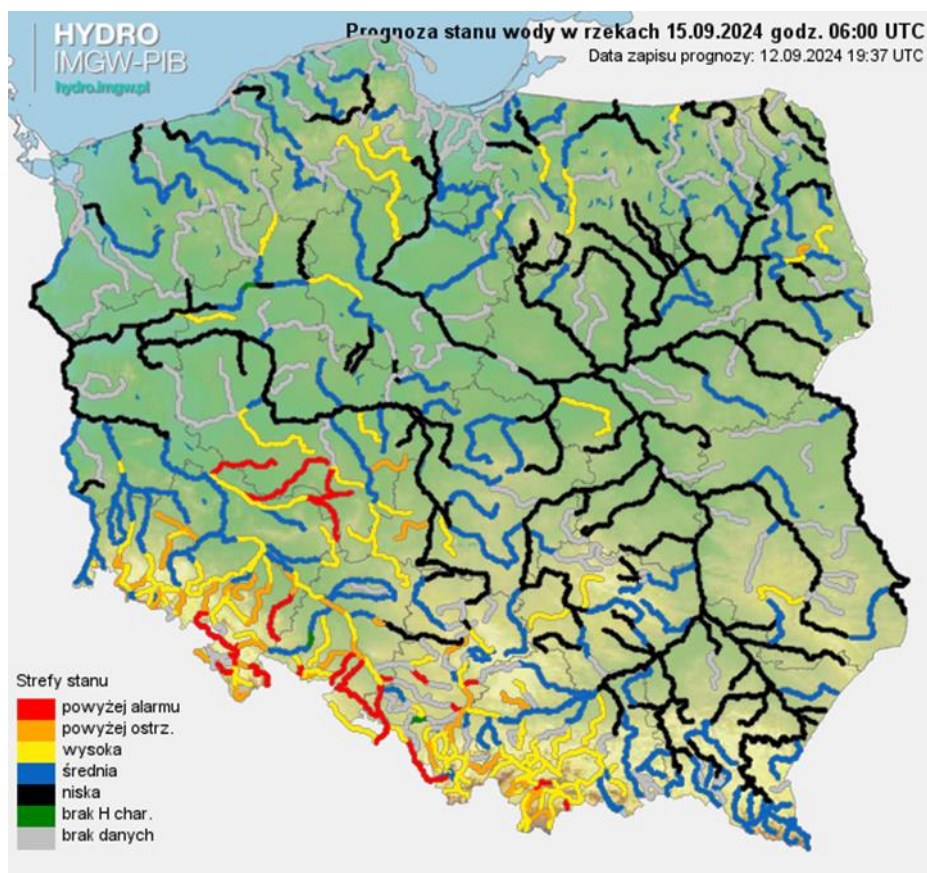 HYDRO
IMGW-PIB
hydro.imgw.pl
Prognoza stanu wody w rzekach 15.09.2024 godz. 06:00 UTC
Data zapisu prognozy: 12.09.2024 19:37 UTC
Strefy stanu
powyżej alarmu
powyżej ostrz.
wysoka
średnia
niska
brak H char.
brak danych